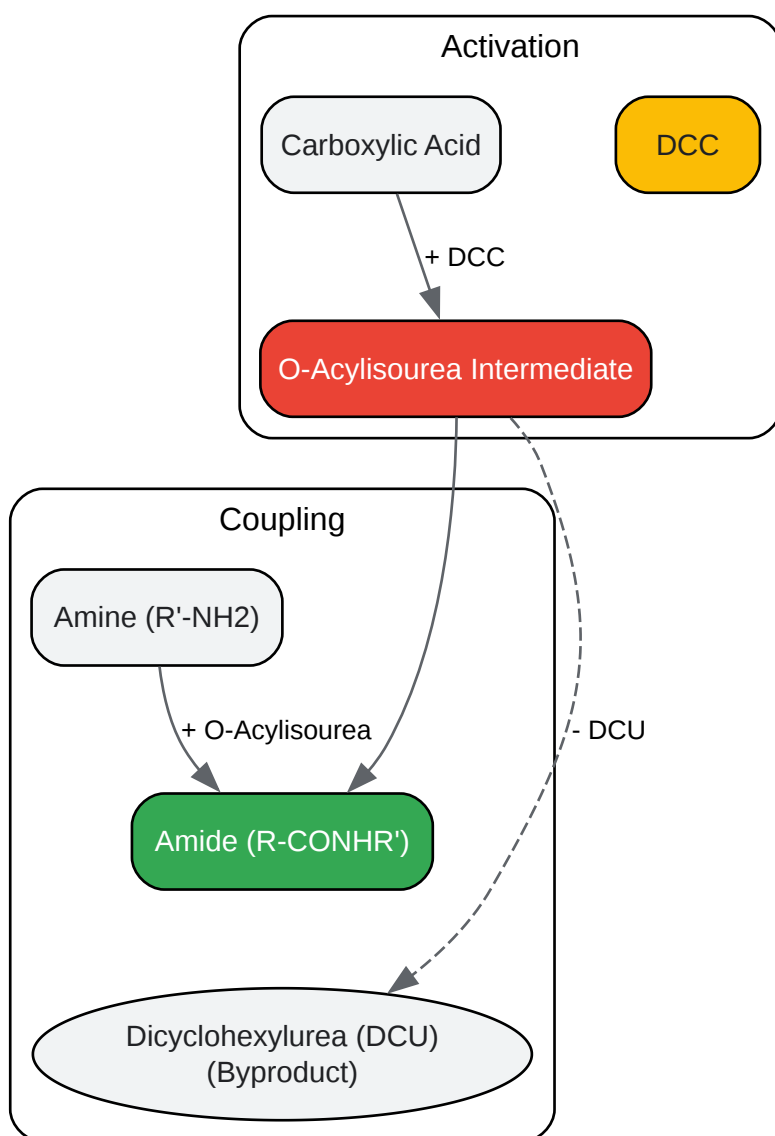 Activation
Carboxylic Acid
DCC
+ DCC
O-Acylisourea Intermediate
Coupling
Amine (R'-NH2)
+ O-Acylisourea
- DCU
Amide (R-CONHR')
Dicyclohexylurea (DCU)
(Byproduct)